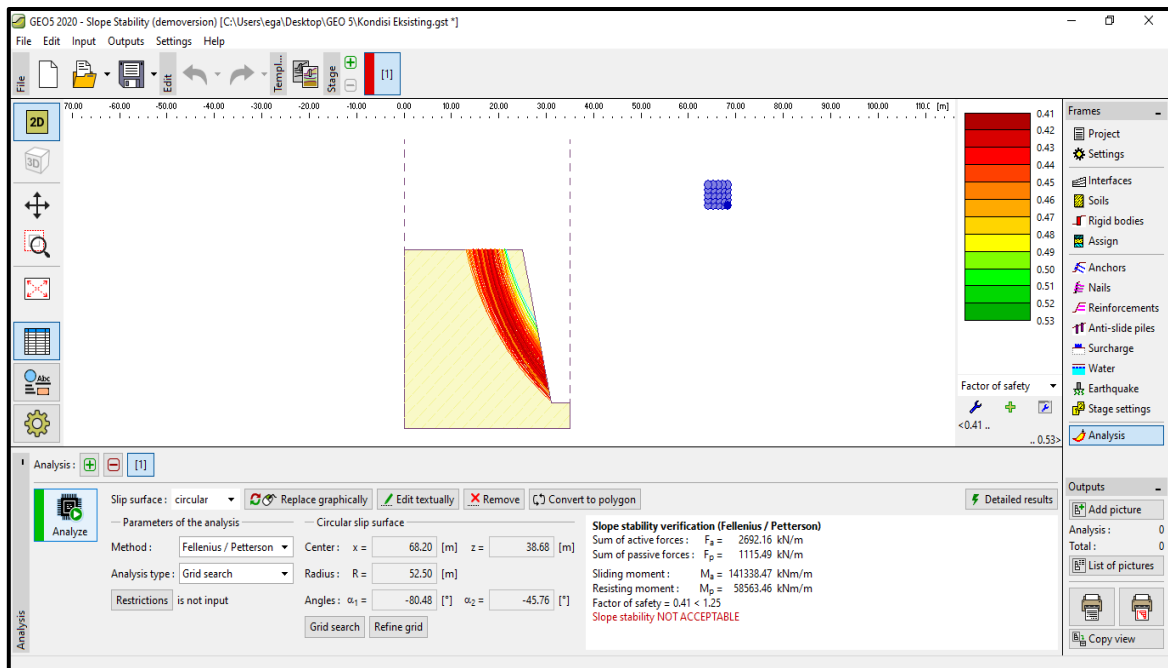 GEO5 2020 - Slope Stability (demoversion) [C:\Users\ega\Desktop\GEO 5\Kondisi Eksisting.gst *]
File Edit Input Outputs Settings Help
File
Edit
Templ...
Stage
[1]
70.00 -60.00 -50.00 -40.00 -30.00 -20.00 -10.00 0.00 10.00 20.00 30.00 40.00 50.00 60.00 70.00 80.00 90.00 100.00 110.( [m]
2D
3D
Abc
0.41
0.42
0.43
0.44
0.45
0.46
0.47
0.48
0.49
0.50
0.51
0.52
0.53
Factor of safety
<0.41 ..
.. 0.53>
Frames
Project
Settings
Interfaces
Soils
Rigid bodies
Assign
Anchors
Nails
Reinforcements
Anti-slide piles
Surcharge
Water
Earthquake
Stage settings
Analysis
Outputs
Add picture
Analysis : 0
Total : 0
List of pictures
Copy view
Analysis : [1]
Analyze
Slip surface : circular Replace graphically Edit textually Remove Convert to polygon Detailed results
Parameters of the analysis
Method : Fellenius / Petterson
Analysis type : Grid search
Restrictions is not input
Circular slip surface
Center : x = 68.20 [m] z = 38.68 [m]
Radius : R = 52.50 [m]
Angles : α1 = -80.48 [°] α2 = -45.76 [°]
Grid search Refine grid
Slope stability verification (Fellenius / Petterson)
Sum of active forces : Fa = 2692.16 kN/m
Sum of passive forces : Fp = 1115.49 kN/m
Sliding moment : Ma = 141338.47 kNm/m
Resisting moment : Mp = 58563.46 kNm/m
Factor of safety = 0.41 < 1.25
Slope stability NOT ACCEPTABLE
Analysis